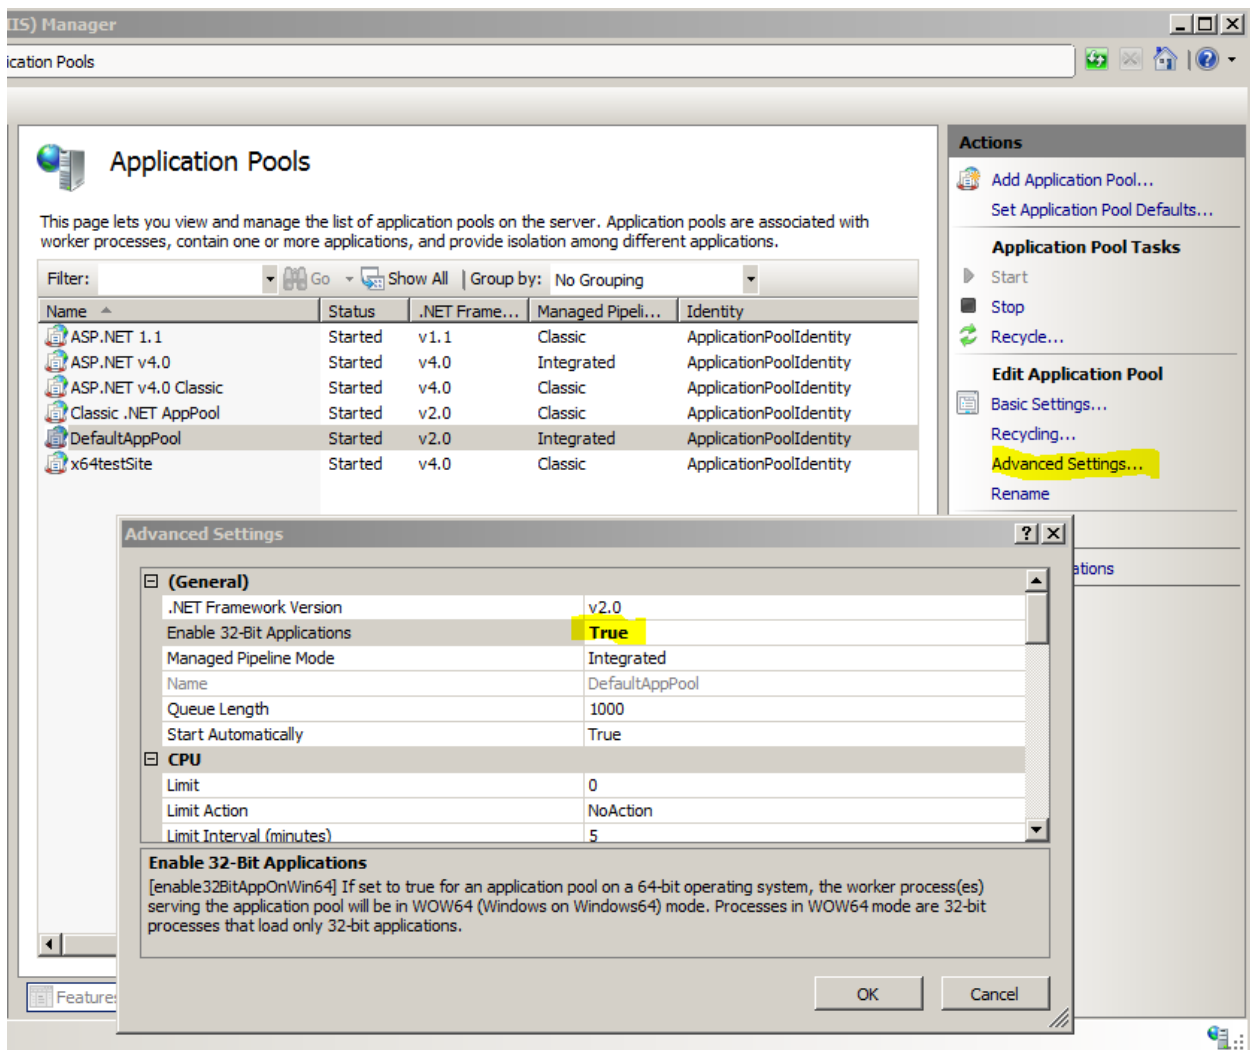 IIS) Manager
ication Pools
Application Pools
This page lets you view and manage the list of application pools on the server. Application pools are associated with
worker processes, contain one or more applications, and provide isolation among different applications.
Filter: Go Show All Group by: No Grouping
Name Status .NET Frame... Managed Pipeli... Identity
ASP.NET 1.1 Started v1.1 Classic ApplicationPoolIdentity
ASP.NET v4.0 Started v4.0 Integrated ApplicationPoolIdentity
ASP.NET v4.0 Classic Started v4.0 Classic ApplicationPoolIdentity
Classic .NET AppPool Started v2.0 Classic ApplicationPoolIdentity
DefaultAppPool Started v2.0 Integrated ApplicationPoolIdentity
x64testSite Started v4.0 Classic ApplicationPoolIdentity
Actions
Add Application Pool...
Set Application Pool Defaults...
Application Pool Tasks
Start
Stop
Recycle...
Edit Application Pool
Basic Settings...
Recycling...
Advanced Settings...
Rename
ations
Advanced Settings
(General)
.NET Framework Version v2.0
Enable 32-Bit Applications True
Managed Pipeline Mode Integrated
Name DefaultAppPool
Queue Length 1000
Start Automatically True
CPU
Limit 0
Limit Action NoAction
Limit Interval (minutes) 5
Enable 32-Bit Applications
[enable32BitAppOnWin64] If set to true for an application pool on a 64-bit operating system, the worker process(es)
serving the application pool will be in WOW64 (Windows on Windows64) mode. Processes in WOW64 mode are 32-bit
processes that load only 32-bit applications.
OK Cancel
Features